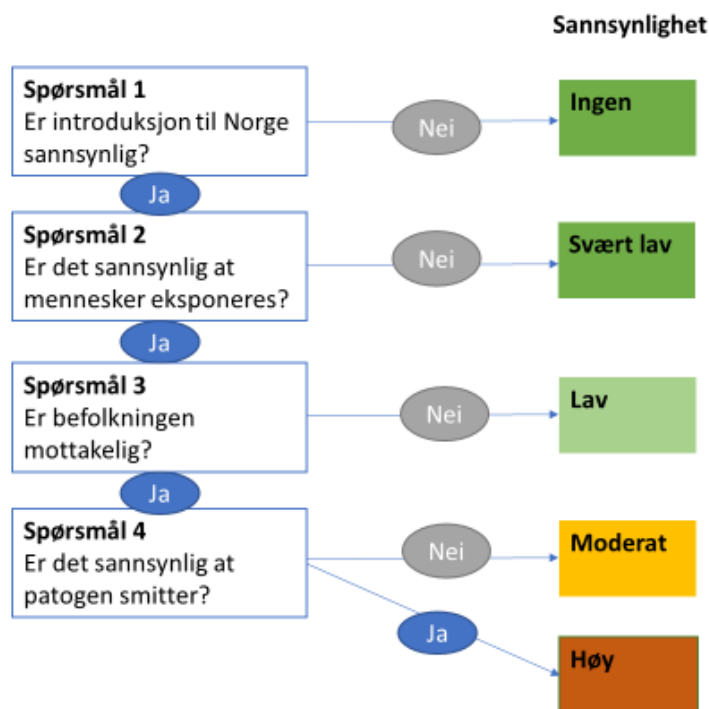 Sannsynlighet
Spørsmål 1
Er introduksjon til Norge
sannsynlig?
Nei
Ingen
Ja
Spørsmål 2
Er det sannsynlig at
mennesker eksponeres?
Nei
Svært lav
Ja
Spørsmål 3
Er befolkningen
mottakelig?
Nei
Lav
Ja
Spørsmål 4
Er det sannsynlig at
patogen smitter?
Nei
Moderat
Ja
Høy